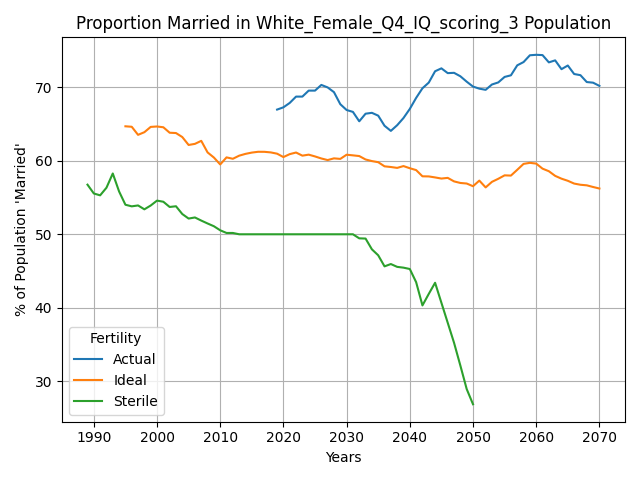 Proportion Married in White_Female_Q4_IQ_scoring_3 Population
% of Population 'Married'
70
60
50
40
30
Fertility
Actual
Ideal
Sterile
1990 2000 2010 2020 2030 2040 2050 2060 2070
Years